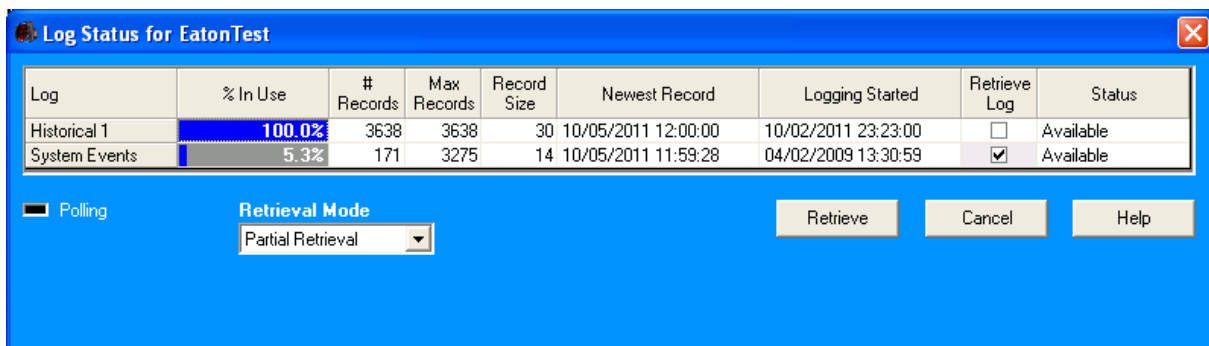 Log Status for EatonTest
Log % In Use # Records Max Records Record Size Newest Record Logging Started Retrieve Log Status
Historical 1 100.0% 3638 3638 30 10/05/2011 12:00:00 10/02/2011 23:23:00 Available
System Events 5.3% 171 3275 14 10/05/2011 11:59:28 04/02/2009 13:30:59 Available
Polling Retrieval Mode Retrieve Cancel Help
Partial Retrieval